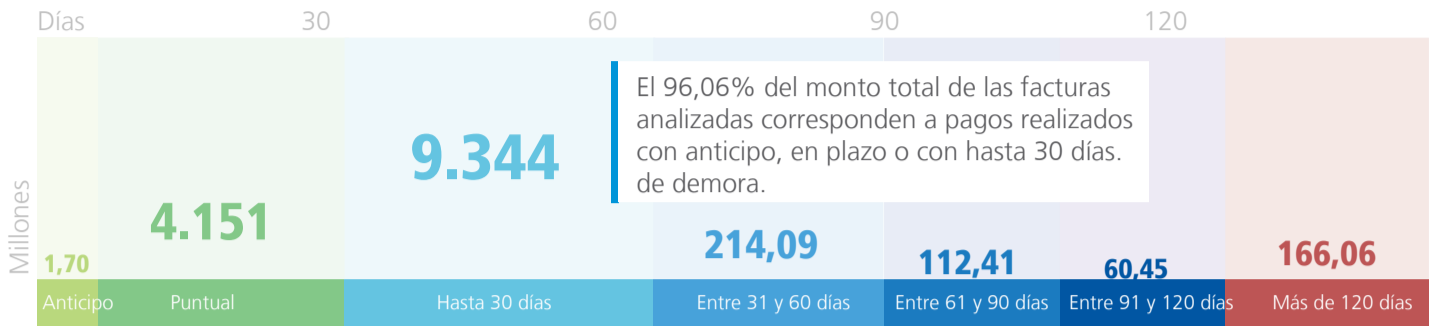 Días 30 60 90 120
El 96,06% del monto total de las facturas
analizadas corresponden a pagos realizados
con anticipo, en plazo o con hasta 30 días.
de demora.
Millones
1,70 4.151 9.344 214,09 112,41 60,45 166,06
Anticipo Puntual Hasta 30 días Entre 31 y 60 días Entre 61 y 90 días Entre 91 y 120 días Más de 120 días